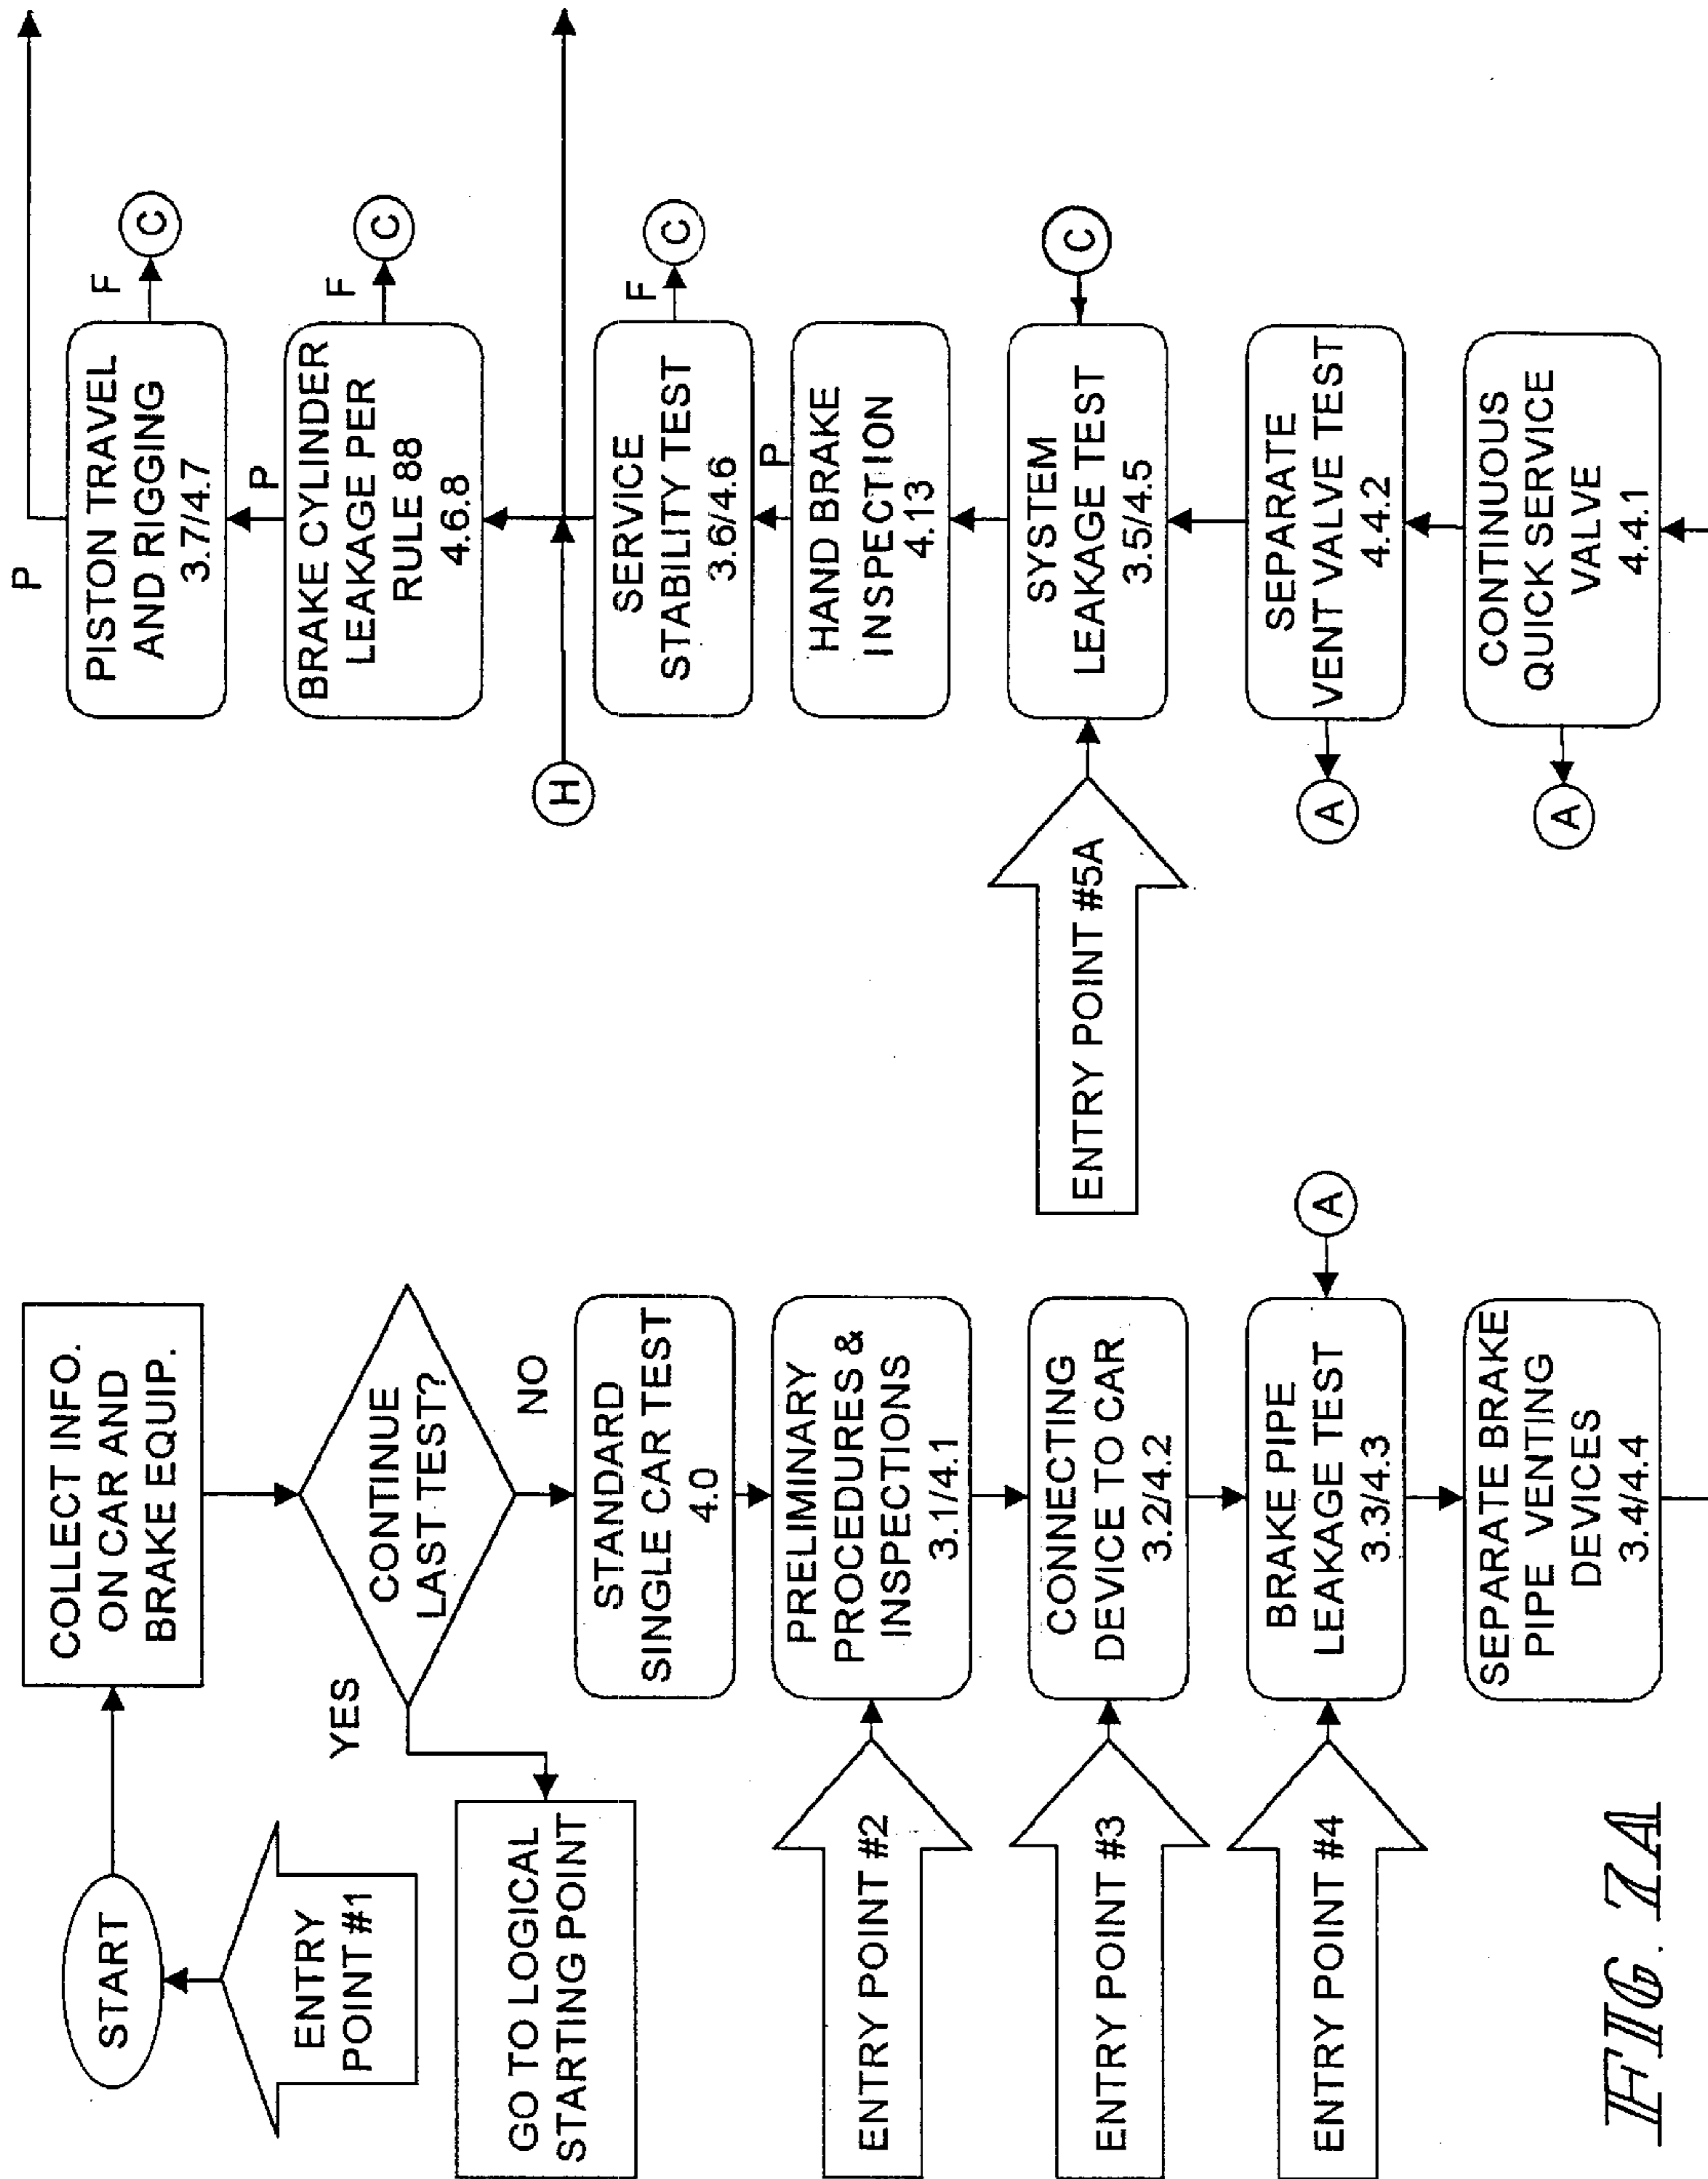 START
ENTRY
POINT #1
COLLECT INFO.
ON CAR AND
BRAKE EQUIP.
CONTINUE
LAST TEST?
YES
NO
GO TO LOGICAL
STARTING POINT
STANDARD
SINGLE CAR TEST
4.0
ENTRY POINT #2
PRELIMINARY
PROCEDURES &
INSPECTIONS
3.1/4.1
ENTRY POINT #3
CONNECTING
DEVICE TO CAR
3.2/4.2
ENTRY POINT #4
BRAKE PIPE
LEAKAGE TEST
3.3/4.3
A
SEPARATE BRAKE
PIPE VENTING
DEVICES
3.4/4.4
P
PISTON TRAVEL
AND RIGGING
3.7/4.7
F
C
P
BRAKE CYLINDER
LEAKAGE PER
RULE 88
4.6.8
F
C
H
SERVICE
STABILITY TEST
3.6/4.6
F
C
P
HAND BRAKE
INSPECTION
4.13
ENTRY POINT #5A
SYSTEM
LEAKAGE TEST
3.5/4.5
C
SEPARATE
VENT VALVE TEST
4.4.2
A
CONTINUOUS
QUICK SERVICE
VALVE
4.4.1
A
FIG. 7A